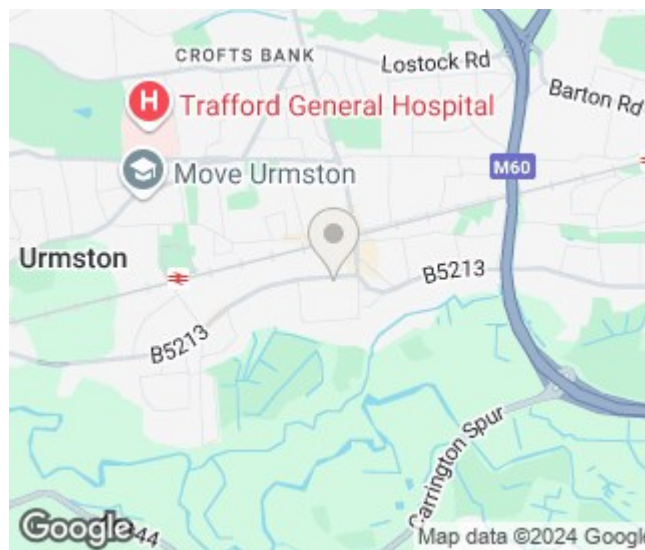 CROFTS BANK
Lostock Rd
Barton Rd
H
Trafford General Hospital
M60
Move Urmston
Urmston
B5213
B5213
Carrington Spur
Google
Map data ©2024 Google